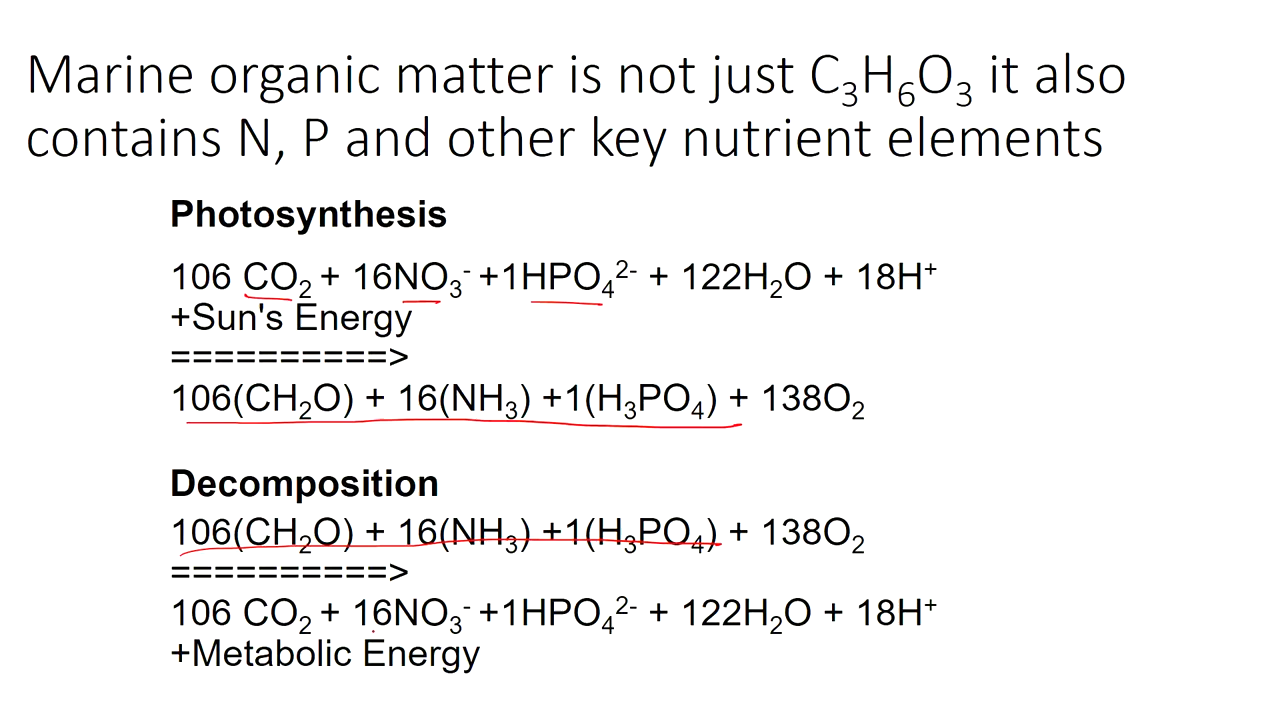 Marine organic matter is not just C₃H₆O₃ it also
contains N, P and other key nutrient elements
Photosynthesis
106 CO₂ + 16NO₃⁻ +1HPO₄²⁻ + 122H₂O + 18H⁺
+Sun's Energy
==========>
106(CH₂O) + 16(NH₃) +1(H₃PO₄) + 138O₂
Decomposition
106(CH₂O) + 16(NH₃) +1(H₃PO₄) + 138O₂
==========>
106 CO₂ + 16NO₃⁻ +1HPO₄²⁻ + 122H₂O + 18H⁺
+Metabolic Energy